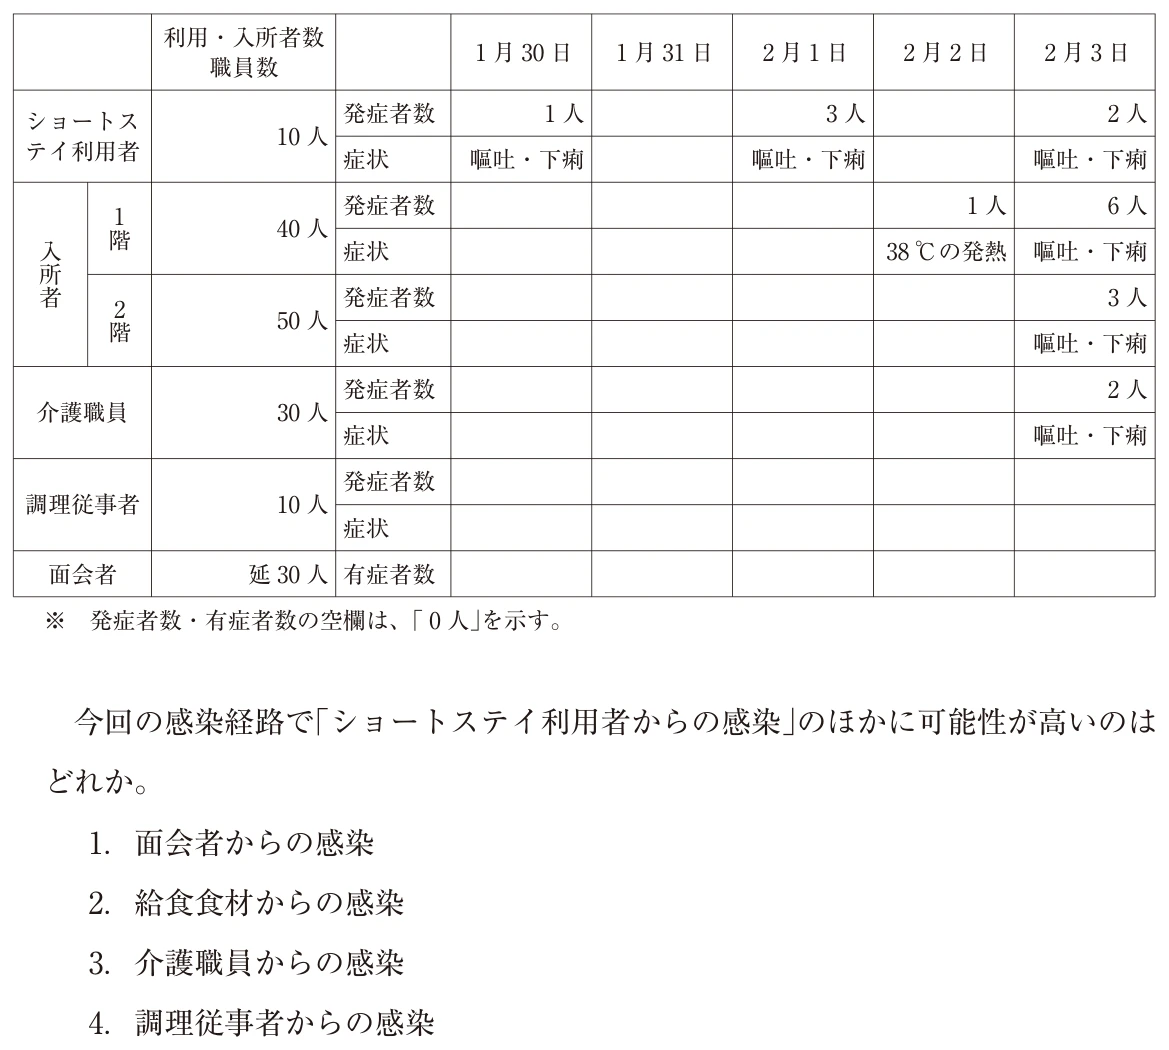 利用・入所者数
職員数
1月30日 1月31日 2月1日 2月2日 2月3日
ショートス
テイ利用者
10人
発症者数 1人 3人 2人
症状 嘔吐・下痢 嘔吐・下痢 嘔吐・下痢
入所者
1階
40人
発症者数 1人 6人
症状 38℃の発熱 嘔吐・下痢
2階
50人
発症者数 3人
症状 嘔吐・下痢
介護職員
30人
発症者数 2人
症状 嘔吐・下痢
調理従事者
10人
発症者数
症状
面会者 延30人 有症者数
※ 発症者数・有症者数の空欄は、「0人」を示す。
今回の感染経路で「ショートステイ利用者からの感染」のほかに可能性が高いのは
どれか。
1. 面会者からの感染
2. 給食食材からの感染
3. 介護職員からの感染
4. 調理従事者からの感染